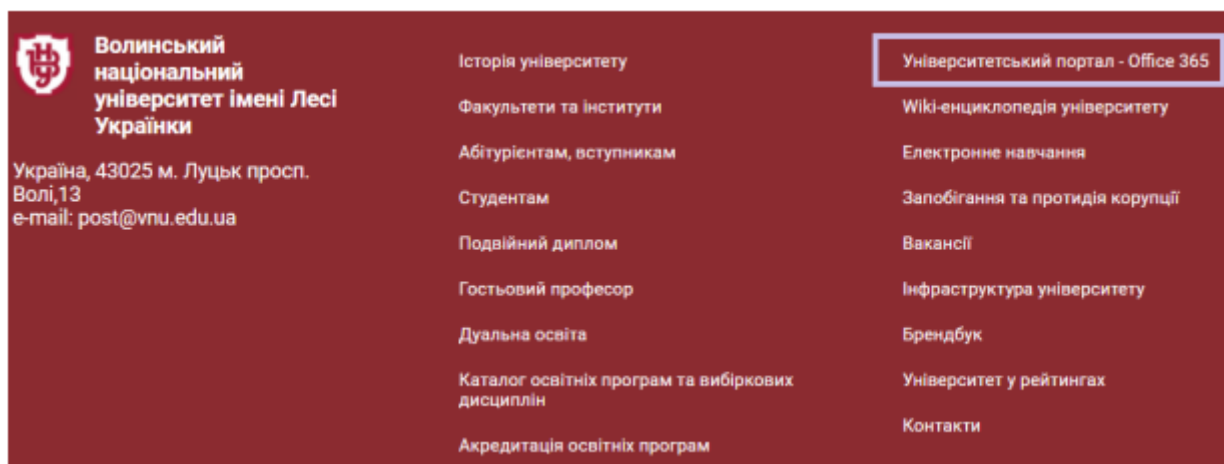 Волинський
національний
університет імені Лесі
Українки
Україна, 43025 м. Луцьк просп.
Волі,13
e-mail: post@vnu.edu.ua
Історія університету
Факультети та інститути
Абітурієнтам, вступникам
Студентам
Подвійний диплом
Гостьовий професор
Дуальна освіта
Каталог освітніх програм та вибіркових
дисциплін
Акредитація освітніх програм
Університетський портал - Office 365
Wiki-енциклопедія університету
Електронне навчання
Запобігання та протидія корупції
Вакансії
Інфраструктура університету
Брендбук
Університет у рейтингах
Контакти